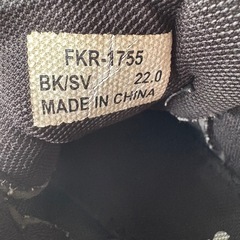 FKR-1755
BK/SV 22.0
MADE IN CHINA